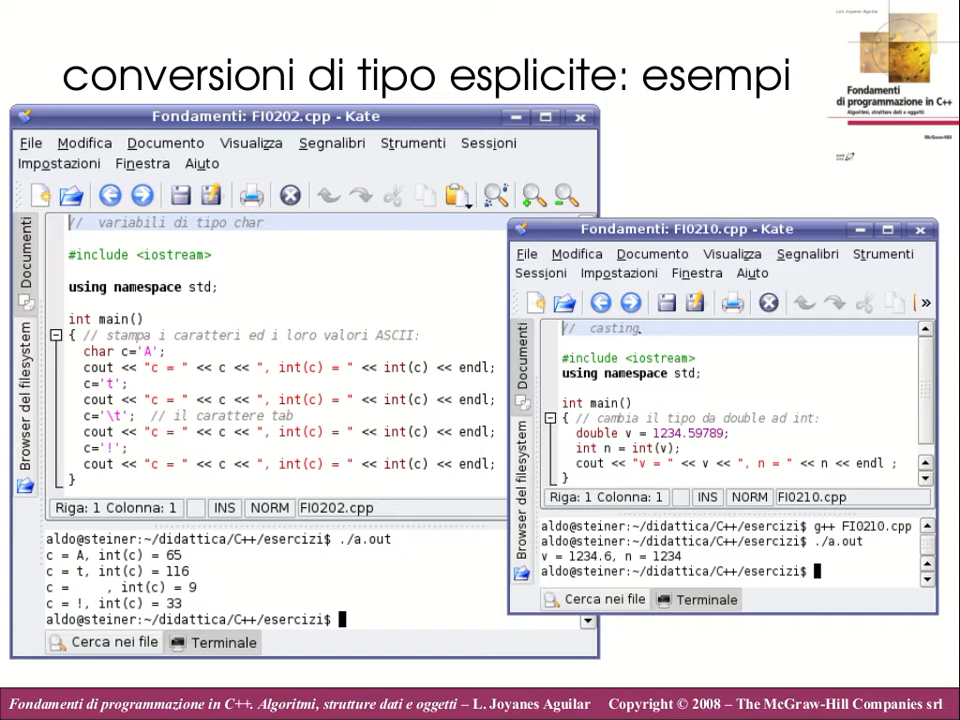 Luis Joyanes Aguilar
conversioni di tipo esplicite: esempi
Fondamenti
di programmazione in C++
Algoritmi, strutture dati e oggetti
McGraw-Hill
Fondamenti: FI0202.cpp - Kate
File Modifica Documento Visualizza Segnalibri Strumenti Sessioni
Impostazioni Finestra Aiuto
Documenti
Browser del filesystem
// variabili di tipo char
#include <iostream>
using namespace std;
int main()
{ // stampa i caratteri ed i loro valori ASCII:
char c='A';
cout << "c = " << c << ", int(c) = " << int(c) << endl;
c='t';
cout << "c = " << c << ", int(c) = " << int(c) << endl;
c='\t'; // il carattere tab
cout << "c = " << c << ", int(c) = " << int(c) << endl;
c='!';
cout << "c = " << c << ", int(c) = " << int(c) << endl;
}
Riga: 1 Colonna: 1 INS NORM FI0202.cpp
aldo@steiner:~/didattica/C++/esercizi$ ./a.out
c = A, int(c) = 65
c = t, int(c) = 116
c = 	, int(c) = 9
c = !, int(c) = 33
aldo@steiner:~/didattica/C++/esercizi$
Cerca nei file Terminale
Fondamenti: FI0210.cpp - Kate
File Modifica Documento Visualizza Segnalibri Strumenti
Sessioni Impostazioni Finestra Aiuto
»
Documenti
Browser del filesystem
// casting
#include <iostream>
using namespace std;
int main()
{ // cambia il tipo da double ad int:
double v = 1234.59789;
int n = int(v);
cout << "v = " << v << ", n = " << n << endl ;
}
Riga: 1 Colonna: 1 INS NORM FI0210.cpp
aldo@steiner:~/didattica/C++/esercizi$ g++ FI0210.cpp
aldo@steiner:~/didattica/C++/esercizi$ ./a.out
v = 1234.6, n = 1234
aldo@steiner:~/didattica/C++/esercizi$
Cerca nei file Terminale
Fondamenti di programmazione in C++. Algoritmi, strutture dati e oggetti – L. Joyanes Aguilar Copyright © 2008 – The McGraw-Hill Companies srl